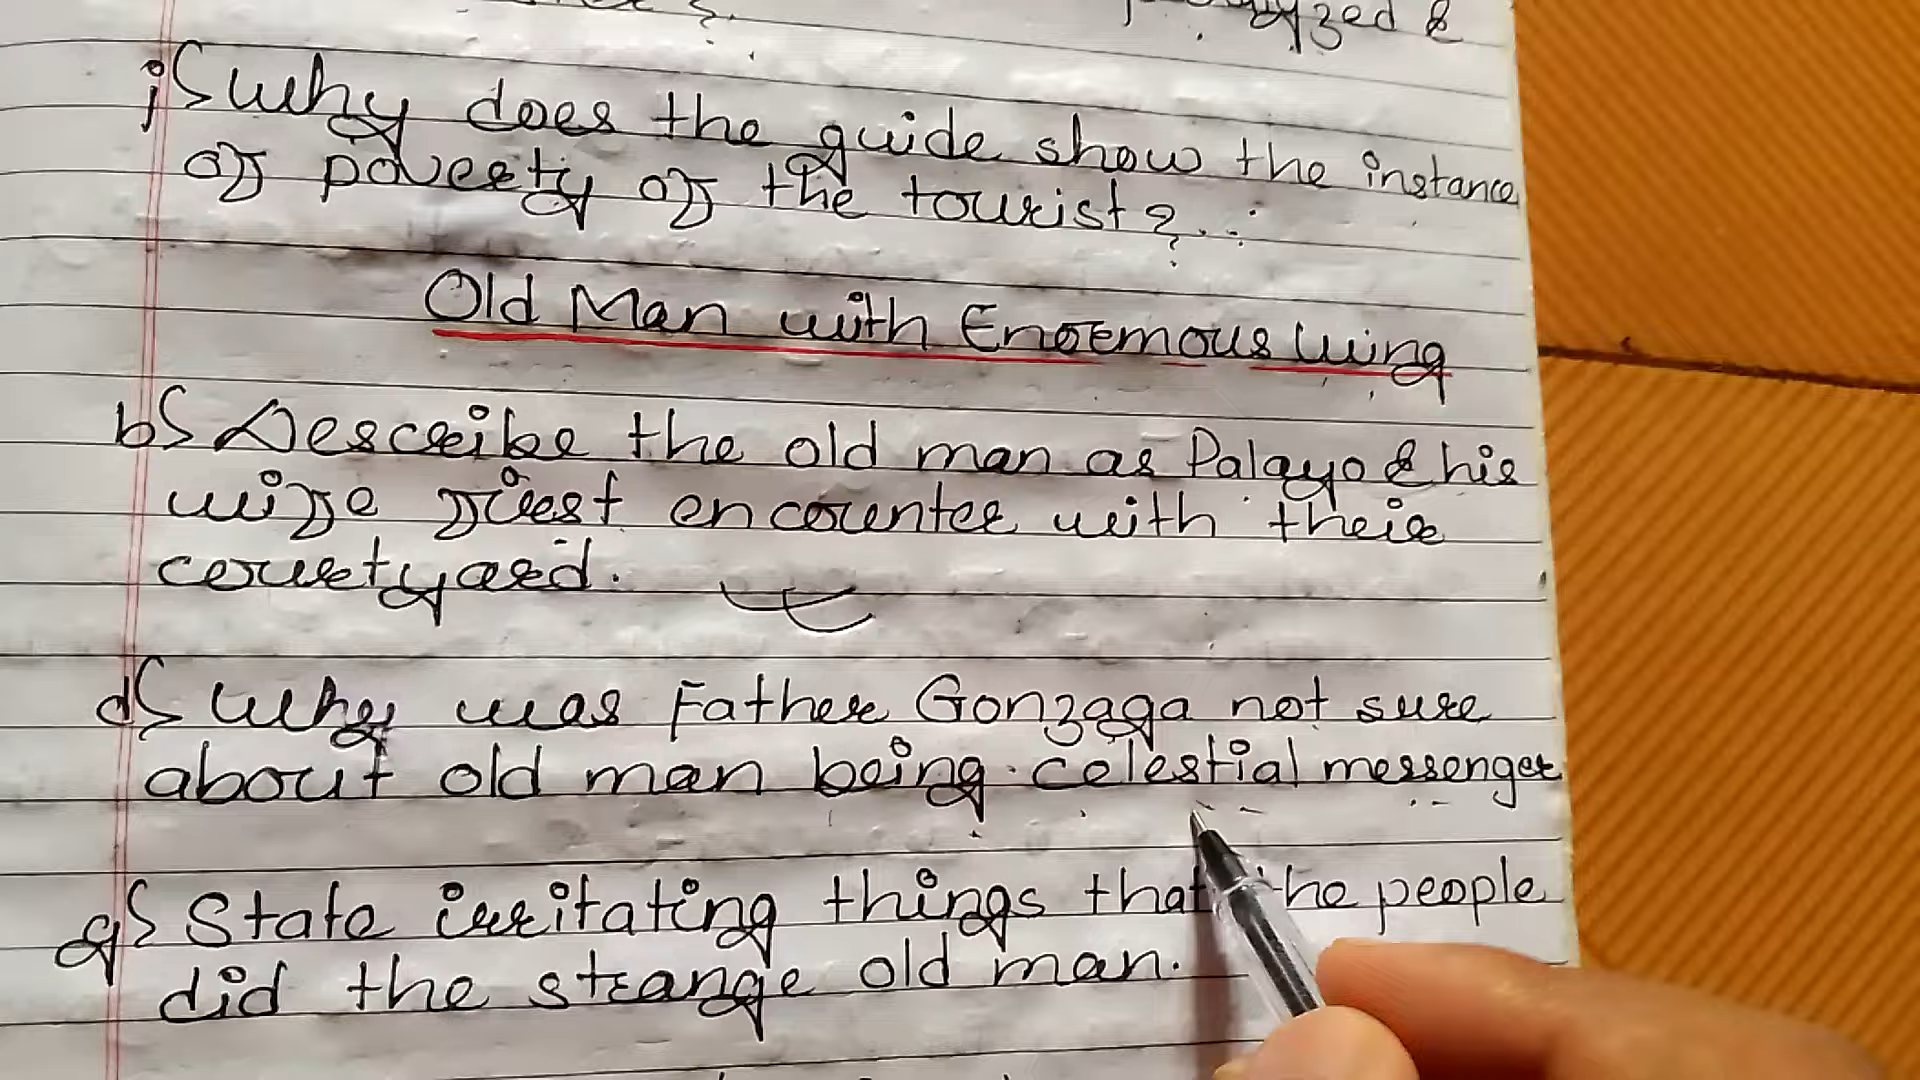 yzed &
j) Why does the guide show the instance
of poverty of the tourist?
Old Man with Enormous Wing
b) Describe the old man as Palayo & his
wife first encounter with their
courtyard.
d) Why was Father Gonzaga not sure
about old man being celestial messenger
g) State irritating things that the people
did the strange old man.